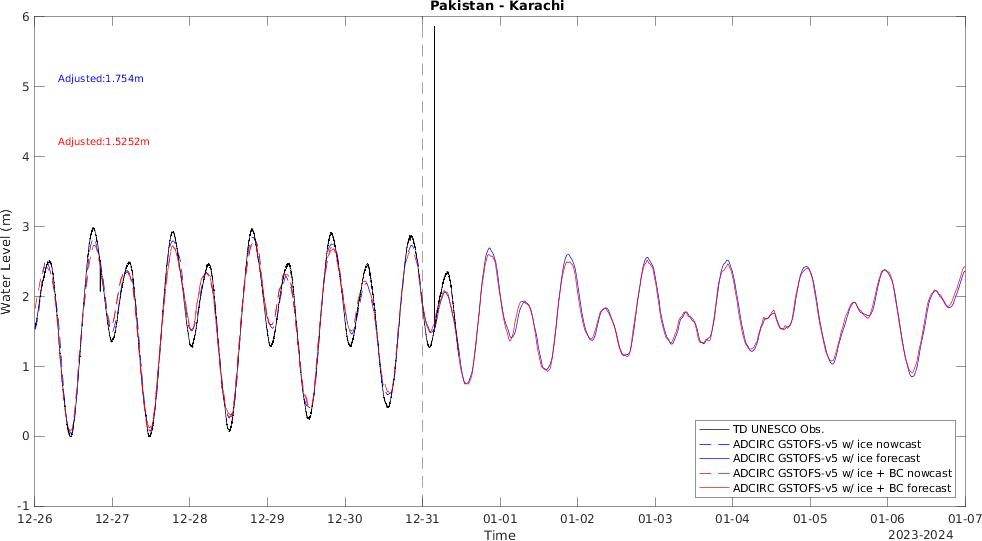 Pakistan - Karachi
6
5
4
3
2
1
0
-1
Water Level (m)
Adjusted:1.754m
Adjusted:1.5252m
TD UNESCO Obs.
ADCIRC GSTOFS-v5 w/ ice nowcast
ADCIRC GSTOFS-v5 w/ ice forecast
ADCIRC GSTOFS-v5 w/ ice + BC nowcast
ADCIRC GSTOFS-v5 w/ ice + BC forecast
12-26 12-27 12-28 12-29 12-30 12-31 01-01 01-02 01-03 01-04 01-05 01-06 01-07
Time
2023-2024